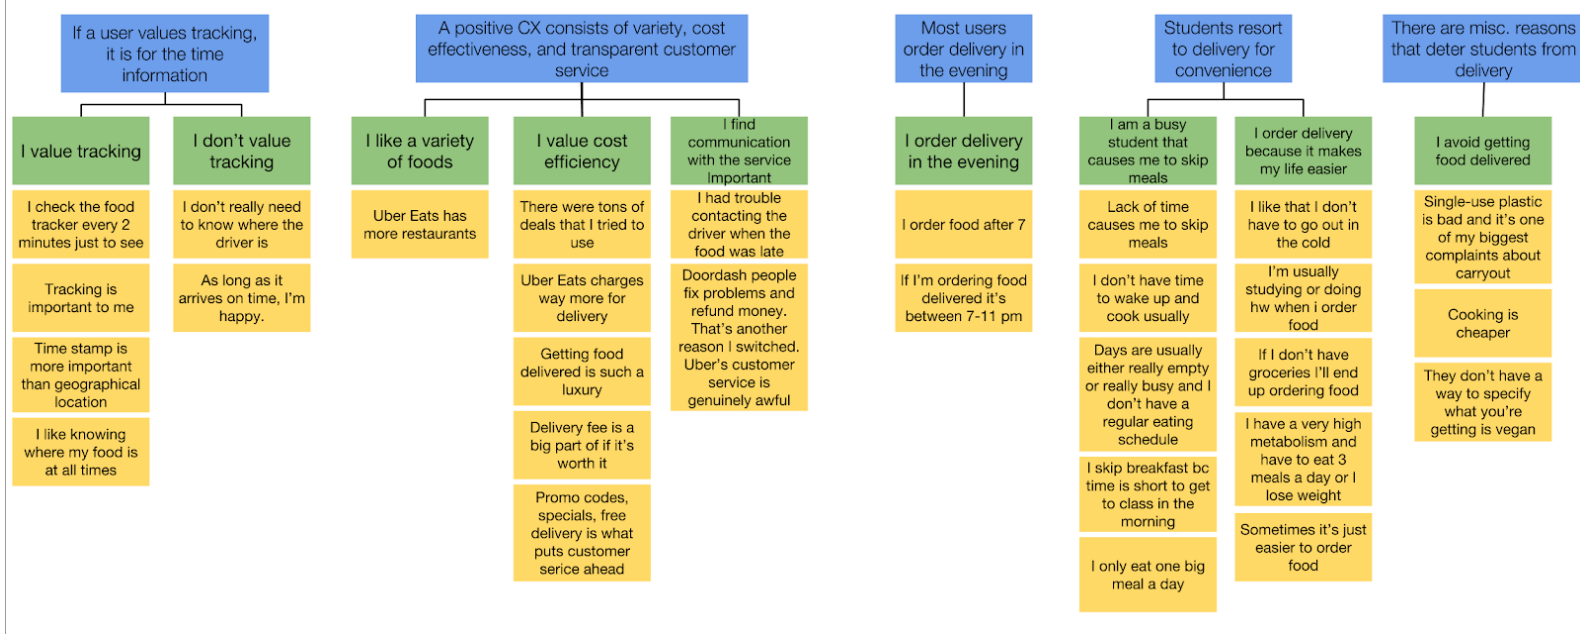 If a user values tracking,
it is for the time
information
I value tracking
I check the food
tracker every 2
minutes just to see
Tracking is
important to me
Time stamp is
more important
than geographical
location
I like knowing
where my food is
at all times
I don't value
tracking
I don't really need
to know where the
driver is
As long as it
arrives on time, I'm
happy.
A positive CX consists of variety, cost
effectiveness, and transparent customer
service
I like a variety
of foods
Uber Eats has
more restaurants
I value cost
efficiency
There were tons of
deals that I tried to
use
Uber Eats charges
way more for
delivery
Getting food
delivered is such a
luxury
Delivery fee is a
big part of if it's
worth it
Promo codes,
specials, free
delivery is what
puts customer
serice ahead
I find
communication
with the service
Important
I had trouble
contacting the
driver when the
food was late
Doordash people
fix problems and
refund money.
That's another
reason I switched.
Uber's customer
service is
genuinely awful
Most users
order delivery in
the evening
I order delivery
in the evening
I order food after 7
If I'm ordering food
delivered it's
between 7-11 pm
Students resort
to delivery for
convenience
I am a busy
student that
causes me to skip
meals
Lack of time
causes me to skip
meals
I don't have time
to wake up and
cook usually
Days are usually
either really empty
or really busy and I
don't have a
regular eating
schedule
I skip breakfast bc
time is short to get
to class in the
morning
I only eat one big
meal a day
I order delivery
because it makes
my life easier
I like that I don't
have to go out in
the cold
I'm usually
studying or doing
hw when i order
food
If I don't have
groceries I'll end
up ordering food
I have a very high
metabolism and
have to eat 3
meals a day or I
lose weight
Sometimes it's just
easier to order
food
There are misc. reasons
that deter students from
delivery
I avoid getting
food delivered
Single-use plastic
is bad and it's one
of my biggest
complaints about
carryout
Cooking is
cheaper
They don't have a
way to specify
what you're
getting is vegan